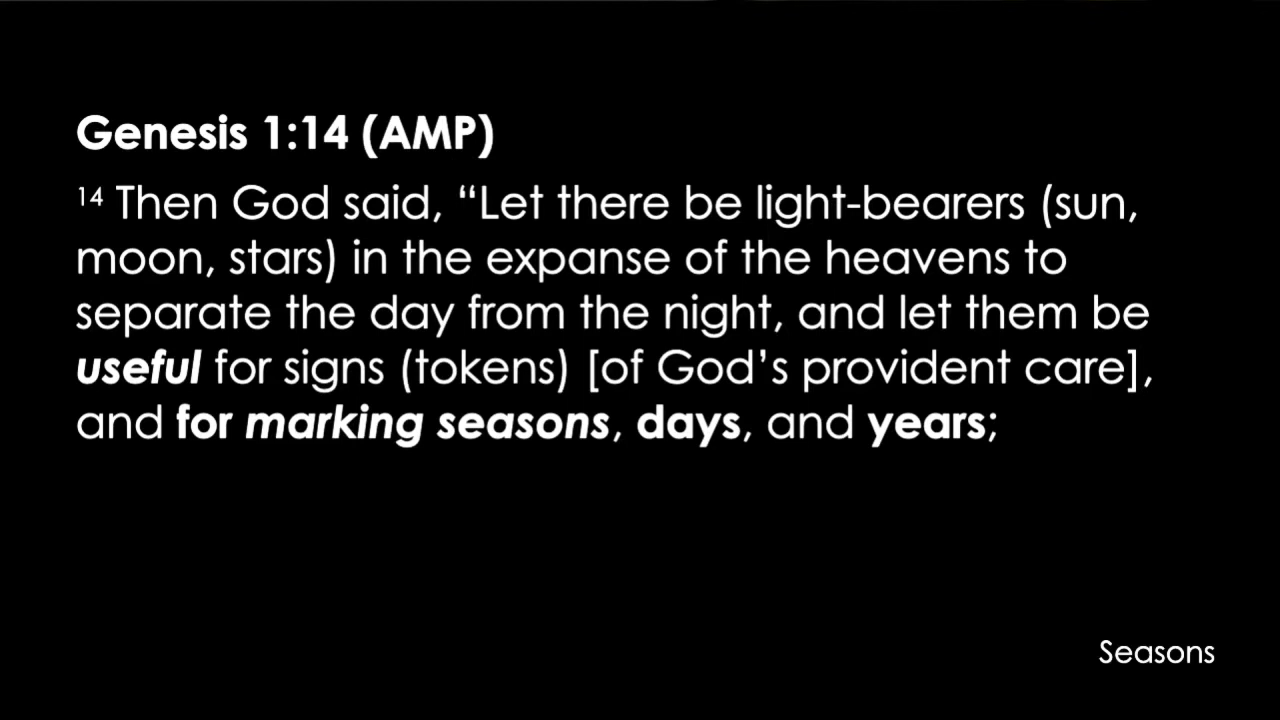 Genesis 1:14 (AMP)
14 Then God said, “Let there be light-bearers (sun,
moon, stars) in the expanse of the heavens to
separate the day from the night, and let them be
useful for signs (tokens) [of God’s provident care],
and for marking seasons, days, and years;
Seasons